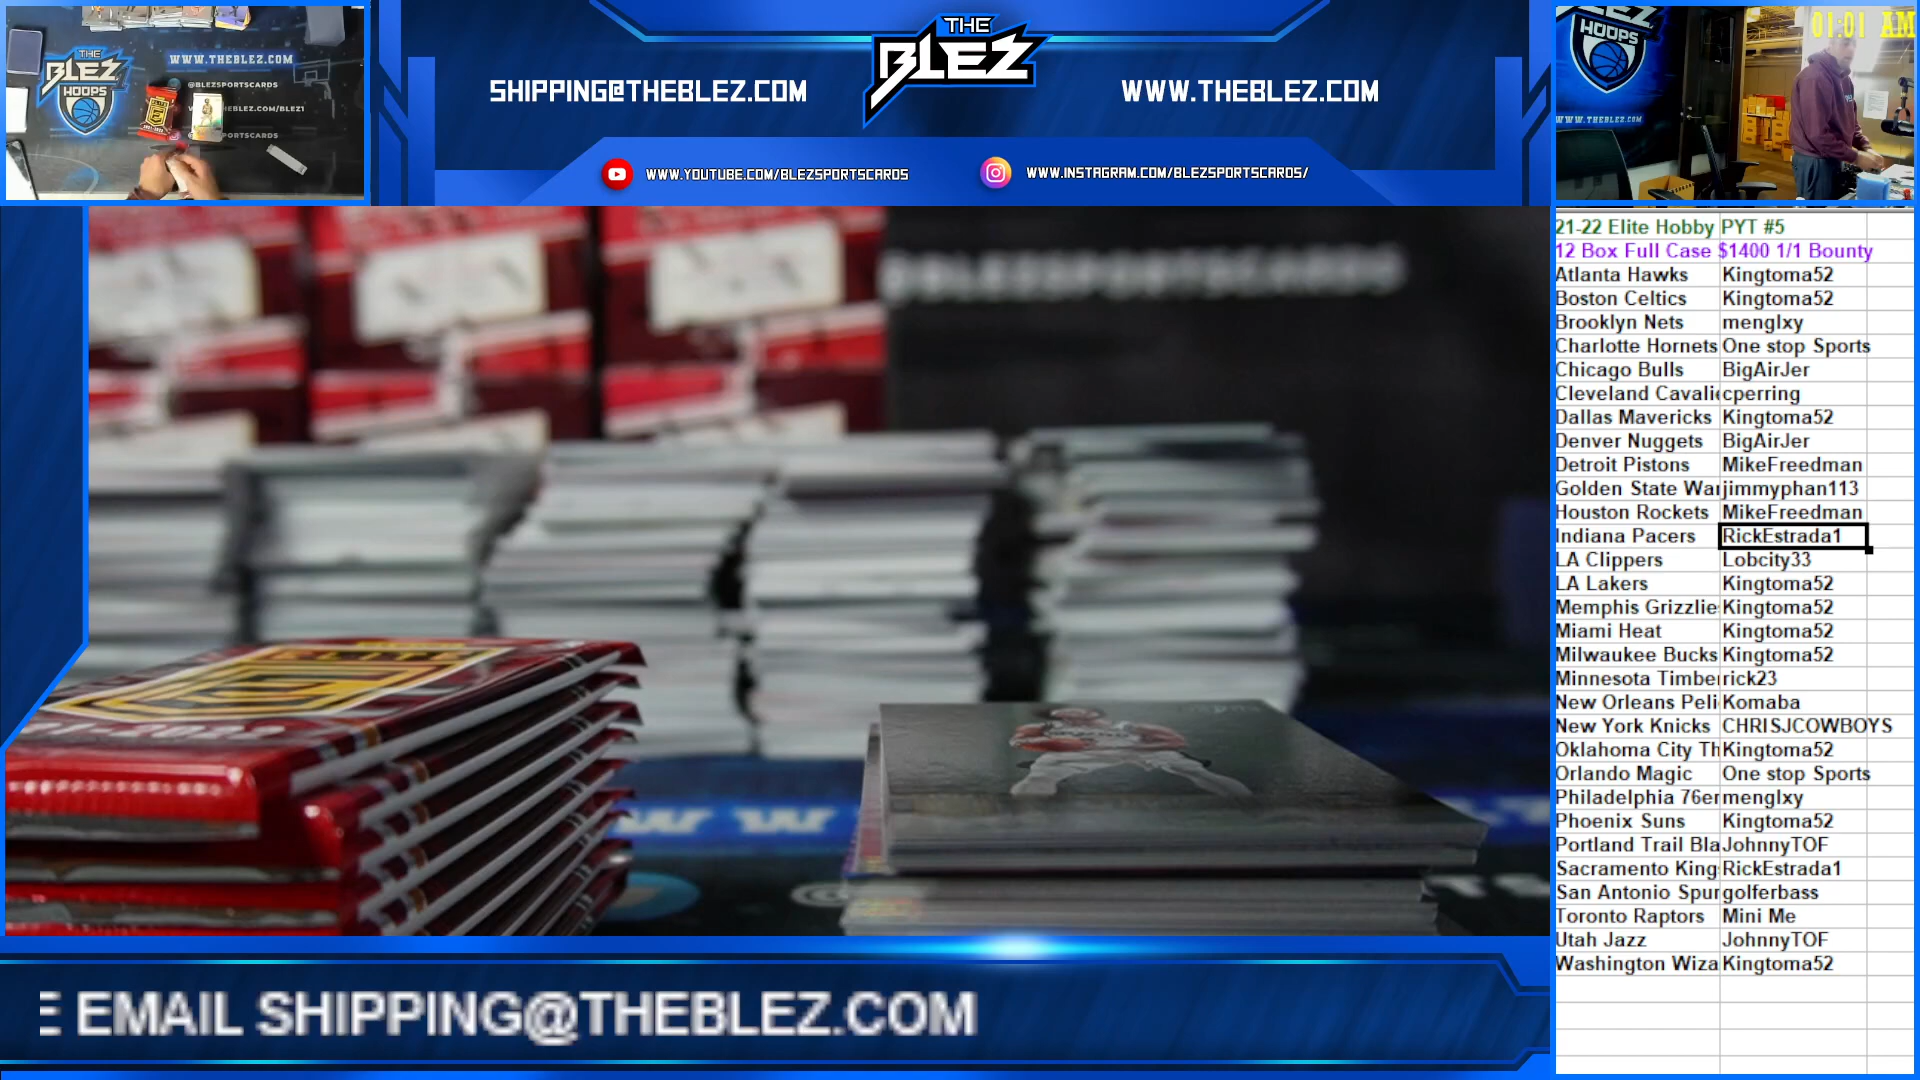 THE
BLEZ
HOOPS
WWW.THEBLEZ.COM
@BLEZSPORTSCARDS
SHIPPING@THEBLEZ.COM
THE
BLEZ
WWW.THEBLEZ.COM
WWW.YOUTUBE.COM/BLEZSPORTSCARDS
WWW.INSTAGRAM.COM/BLEZSPORTSCARDS/
HOOPS
WWW.THEBLEZ.COM
01:01 AM
@BLEZSPORTSCARDS
ELITE
E EMAIL SHIPPING@THEBLEZ.COM
21-22 Elite Hobby PYT #5
12 Box Full Case $1400 1/1 Bounty
Atlanta Hawks Kingtoma52
Boston Celtics Kingtoma52
Brooklyn Nets menglxy
Charlotte Hornets One stop Sports
Chicago Bulls BigAirJer
Cleveland Cavali cperring
Dallas Mavericks Kingtoma52
Denver Nuggets BigAirJer
Detroit Pistons MikeFreedman
Golden State War jimmyphan113
Houston Rockets MikeFreedman
Indiana Pacers RickEstrada1
LA Clippers Lobcity33
LA Lakers Kingtoma52
Memphis Grizzlie Kingtoma52
Miami Heat Kingtoma52
Milwaukee Bucks Kingtoma52
Minnesota Timber rick23
New Orleans Peli Komaba
New York Knicks CHRISJCOWBOYS
Oklahoma City Th Kingtoma52
Orlando Magic One stop Sports
Philadelphia 76er menglxy
Phoenix Suns Kingtoma52
Portland Trail Bla JohnnyTOF
Sacramento King RickEstrada1
San Antonio Spur golferbass
Toronto Raptors Mini Me
Utah Jazz JohnnyTOF
Washington Wiza Kingtoma52